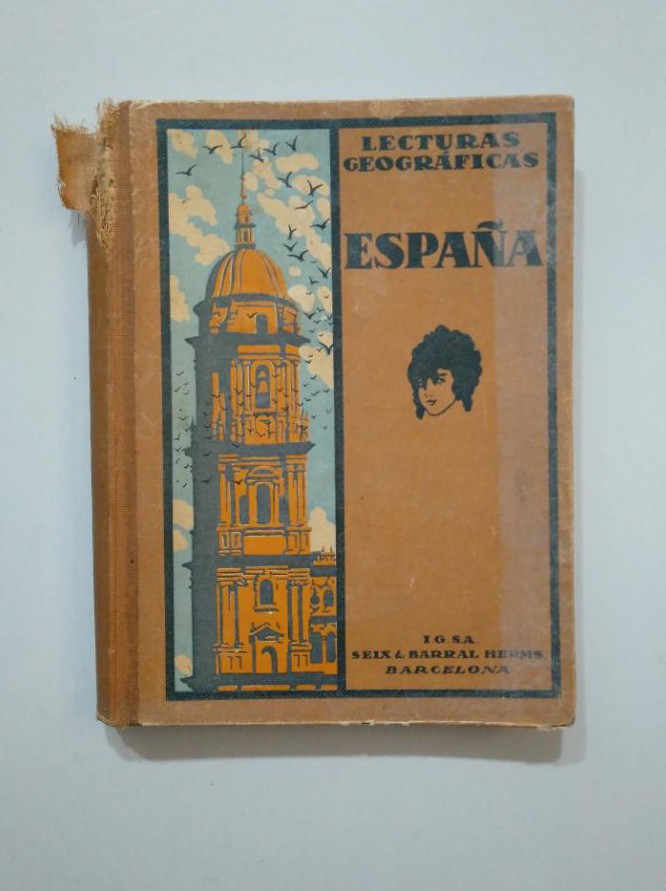 LECTURAS
GEOGRÁFICAS
ESPAÑA
I G. S.A.
SEIX & BARRAL HERMS.
BARCELONA